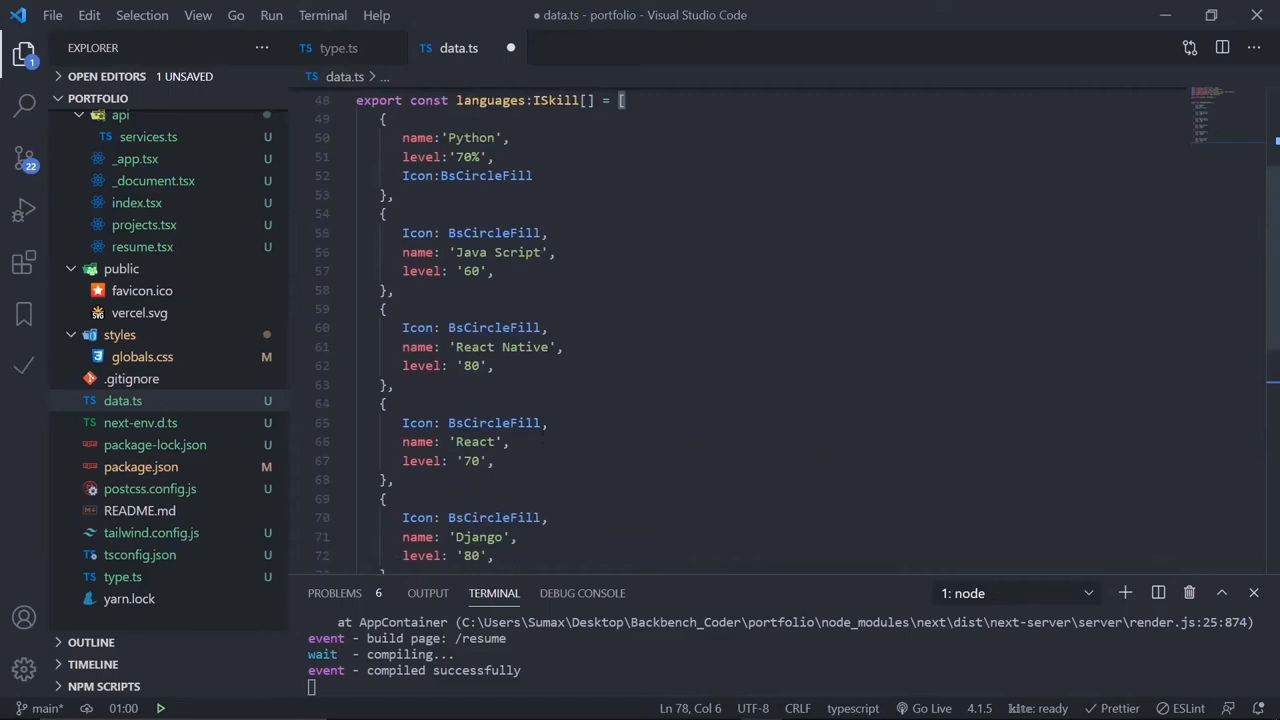 File Edit Selection View Go Run Terminal Help
data.ts - portfolio - Visual Studio Code
EXPLORER
OPEN EDITORS 1 UNSAVED
PORTFOLIO
api
services.ts U
_app.tsx U
_document.tsx U
index.tsx U
projects.tsx U
resume.tsx U
public
favicon.ico U
vercel.svg U
styles
globals.css M
.gitignore U
data.ts U
next-env.d.ts U
package-lock.json U
package.json M
postcss.config.js U
README.md M
tailwind.config.js U
tsconfig.json U
type.ts U
yarn.lock
OUTLINE
TIMELINE
NPM SCRIPTS
1
22
TS type.ts
TS data.ts
TS data.ts > ...
48 export const languages:ISkill[] = [
49 {
50 name:'Python',
51 level:'70%',
52 Icon:BsCircleFill
53 },
54 {
55 Icon: BsCircleFill,
56 name: 'Java Script',
57 level: '60',
58 },
59 {
60 Icon: BsCircleFill,
61 name: 'React Native',
62 level: '80',
63 },
64 {
65 Icon: BsCircleFill,
66 name: 'React',
67 level: '70',
68 },
69 {
70 Icon: BsCircleFill,
71 name: 'Django',
72 level: '80',
PROBLEMS 6 OUTPUT TERMINAL DEBUG CONSOLE
1: node
at AppContainer (C:\Users\Sumax\Desktop\Backbench_Coder\portfolio\node_modules\next\dist\next-server\server\render.js:25:874)
event - build page: /resume
wait - compiling...
event - compiled successfully
main* 01:00
Ln 78, Col 6 UTF-8 CRLF typescript Go Live 4.1.5 kite: ready Prettier ESLint